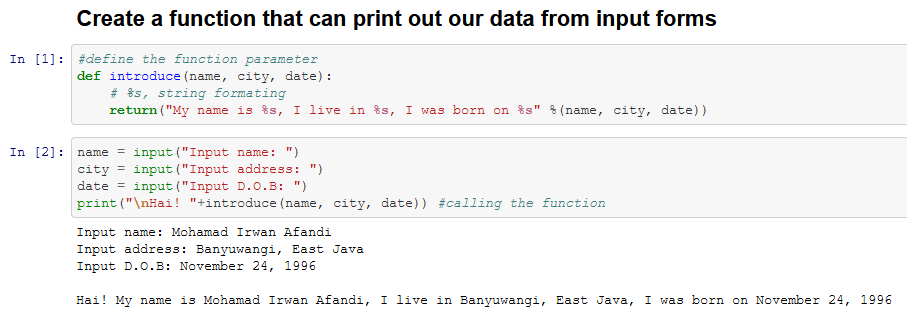 Create a function that can print out our data from input forms
In [1]: #define the function parameter
def introduce(name, city, date):
    # %s, string formating
    return("My name is %s, I live in %s, I was born on %s" %(name, city, date))
In [2]: name = input("Input name: ")
city = input("Input address: ")
date = input("Input D.O.B: ")
print("\nHai! "+introduce(name, city, date)) #calling the function
Input name: Mohamad Irwan Afandi
Input address: Banyuwangi, East Java
Input D.O.B: November 24, 1996
Hai! My name is Mohamad Irwan Afandi, I live in Banyuwangi, East Java, I was born on November 24, 1996